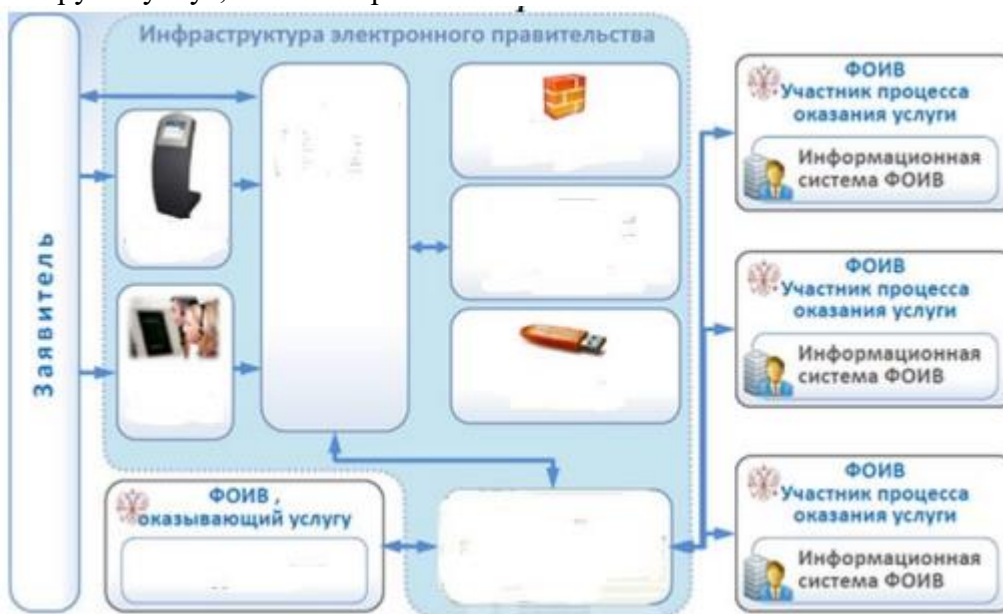 Инфраструктура электронного правительства
Заявитель
ФОИВ ,
оказывающий услугу
ФОИВ
Участник процесса
оказания услуги
Информационная
система ФОИВ
ФОИВ
Участник процесса
оказания услуги
Информационная
система ФОИВ
ФОИВ
Участник процесса
оказания услуги
Информационная
система ФОИВ